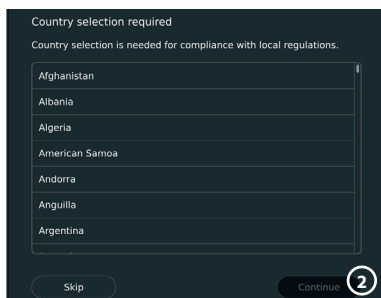 Country selection required
Country selection is needed for compliance with local regulations.
Afghanistan
Albania
Algeria
American Samoa
Andorra
Anguilla
Argentina
Skip
Continue
2